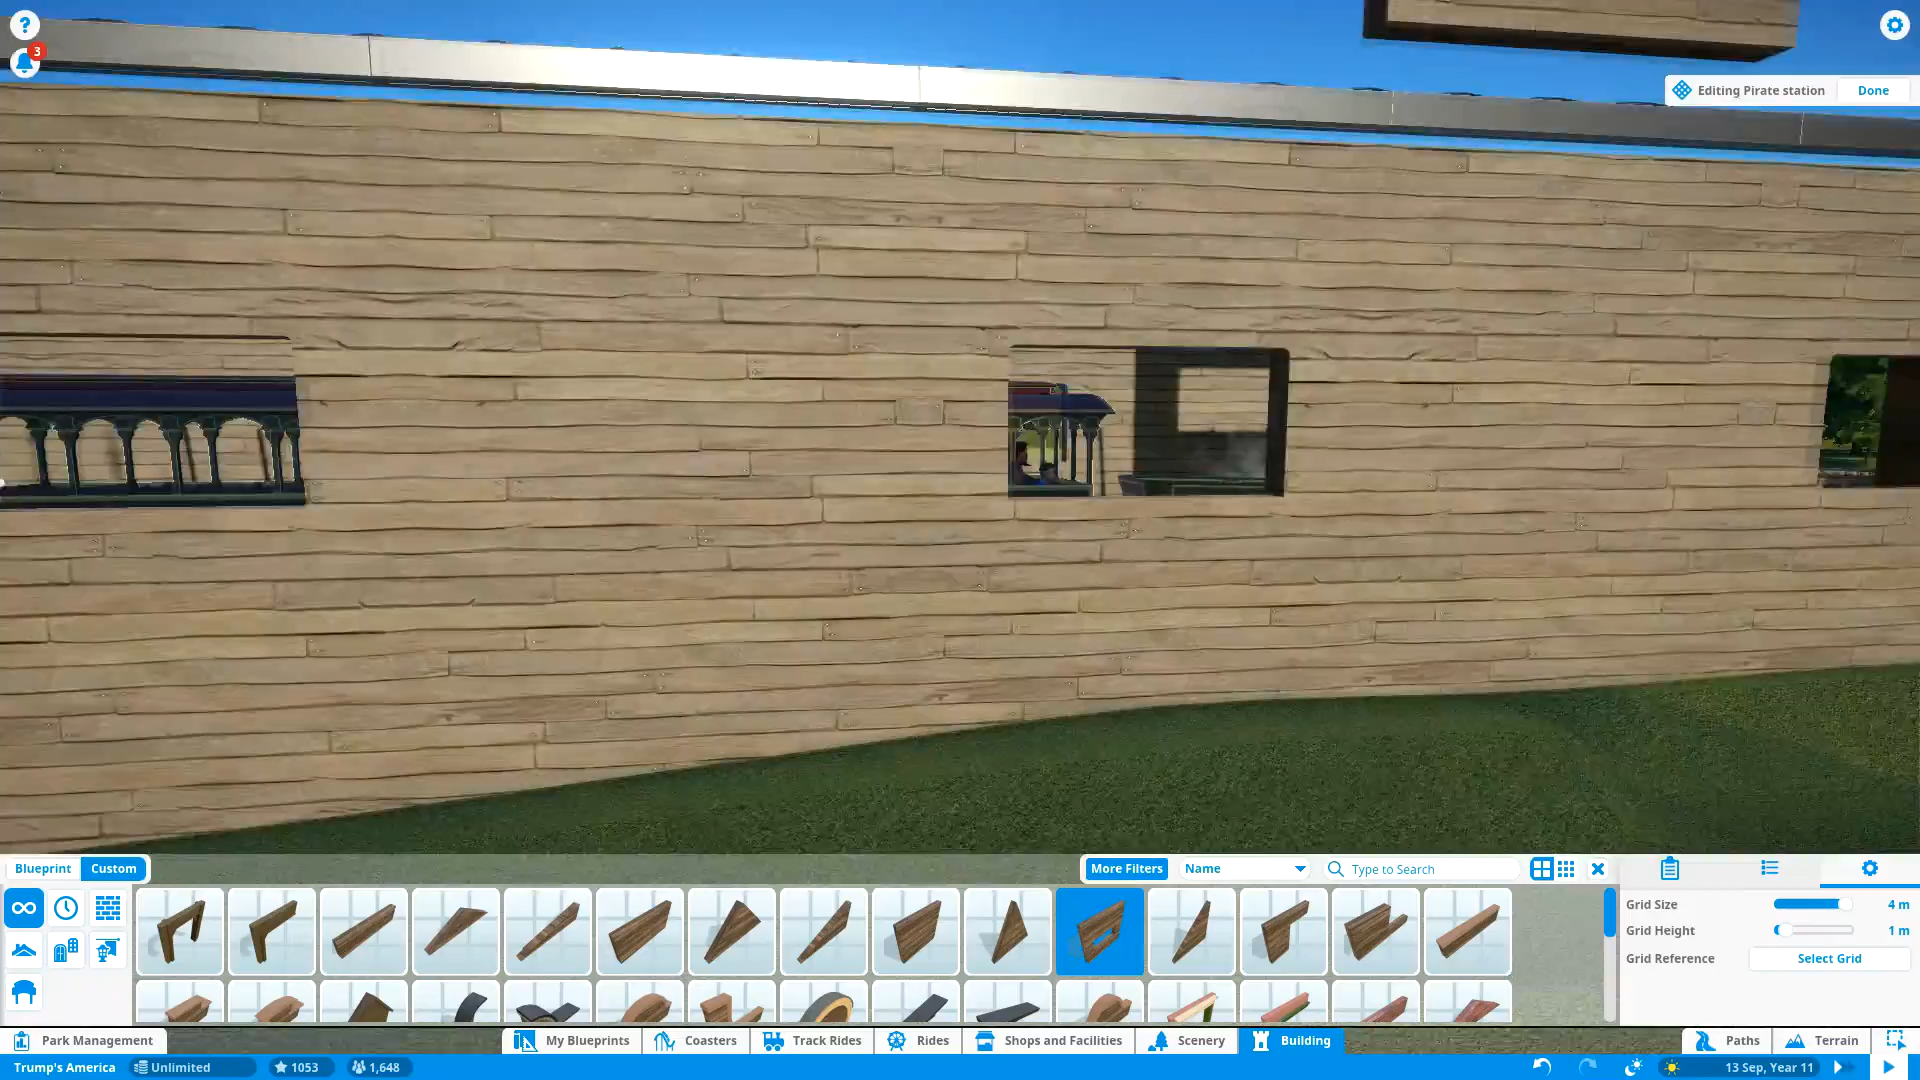 ?
3
Editing Pirate station Done
Blueprint Custom More Filters Name Type to Search
Grid Size 4 m
Grid Height 1 m
Grid Reference Select Grid
Park Management My Blueprints Coasters Track Rides Rides Shops and Facilities Scenery Building Paths Terrain
Trump's America Unlimited 1053 1,648 13 Sep, Year 11